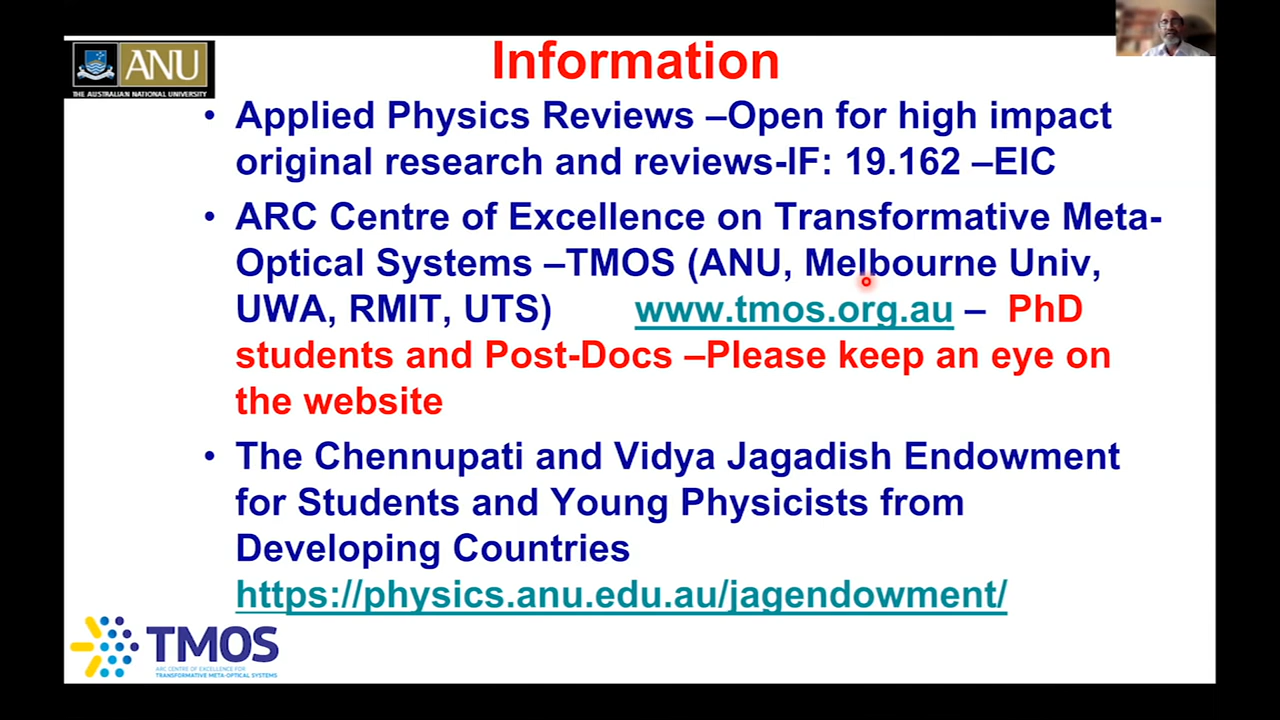 Information
ANU
THE AUSTRALIAN NATIONAL UNIVERSITY
• Applied Physics Reviews –Open for high impact
original research and reviews-IF: 19.162 –EIC
• ARC Centre of Excellence on Transformative Meta-
Optical Systems –TMOS (ANU, Melbourne Univ,
UWA, RMIT, UTS) www.tmos.org.au – PhD
students and Post-Docs –Please keep an eye on
the website
• The Chennupati and Vidya Jagadish Endowment
for Students and Young Physicists from
Developing Countries
https://physics.anu.edu.au/jagendowment/
TMOS
ARC CENTRE OF EXCELLENCE FOR
TRANSFORMATIVE META-OPTICAL SYSTEMS